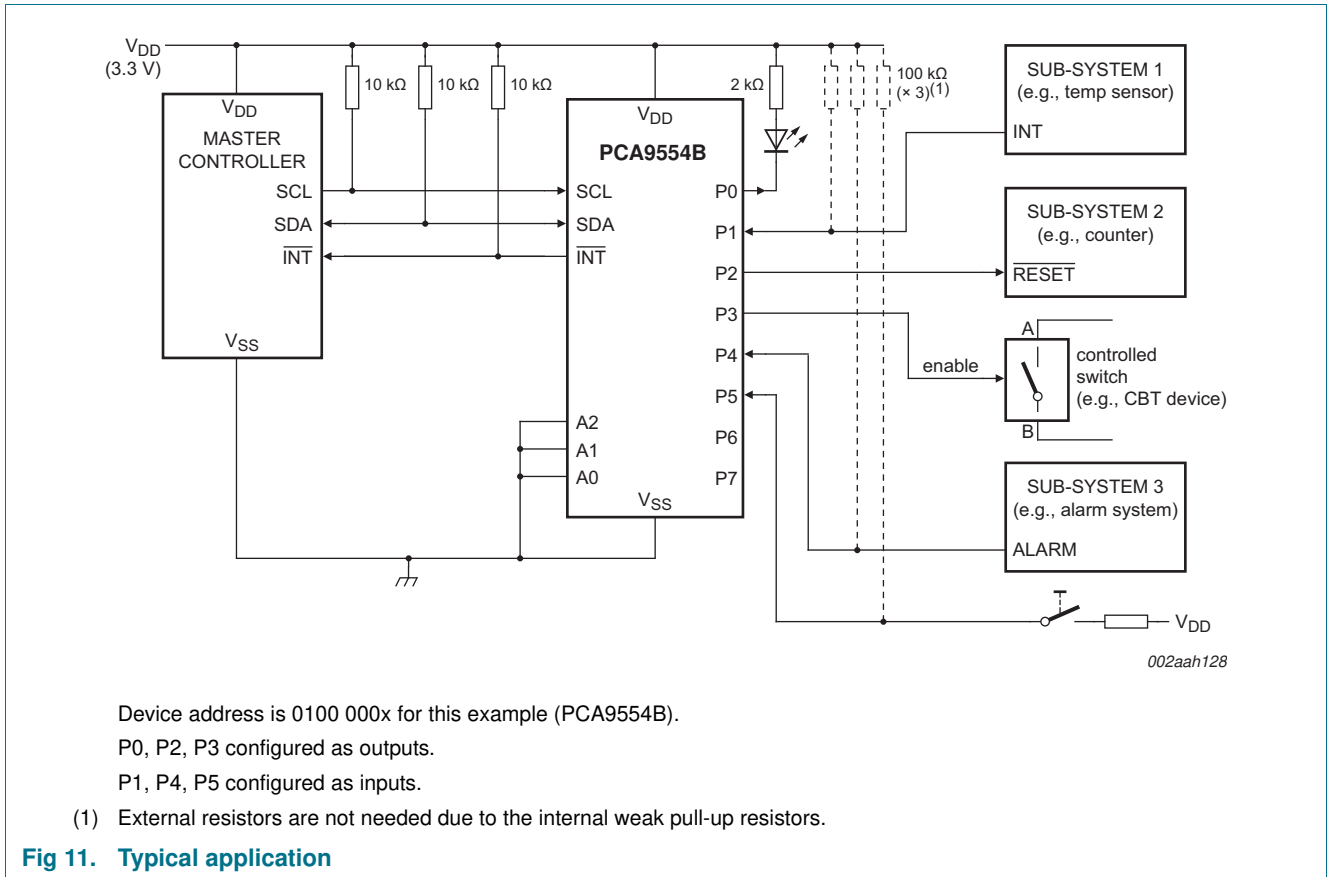 VDD
(3.3 V)
10 kΩ
10 kΩ
10 kΩ
2 kΩ
100 kΩ
(× 3)(1)
VDD
MASTER
CONTROLLER
SCL
SDA
INT
VSS
VDD
PCA9554B
SCL
SDA
INT
A2
A1
A0
VSS
P0
P1
P2
P3
P4
P5
P6
P7
SUB-SYSTEM 1
(e.g., temp sensor)
INT
SUB-SYSTEM 2
(e.g., counter)
RESET
enable
A
B
controlled
switch
(e.g., CBT device)
SUB-SYSTEM 3
(e.g., alarm system)
ALARM
VDD
002aah128
Device address is 0100 000x for this example (PCA9554B).
P0, P2, P3 configured as outputs.
P1, P4, P5 configured as inputs.
(1) External resistors are not needed due to the internal weak pull-up resistors.
Fig 11. Typical application